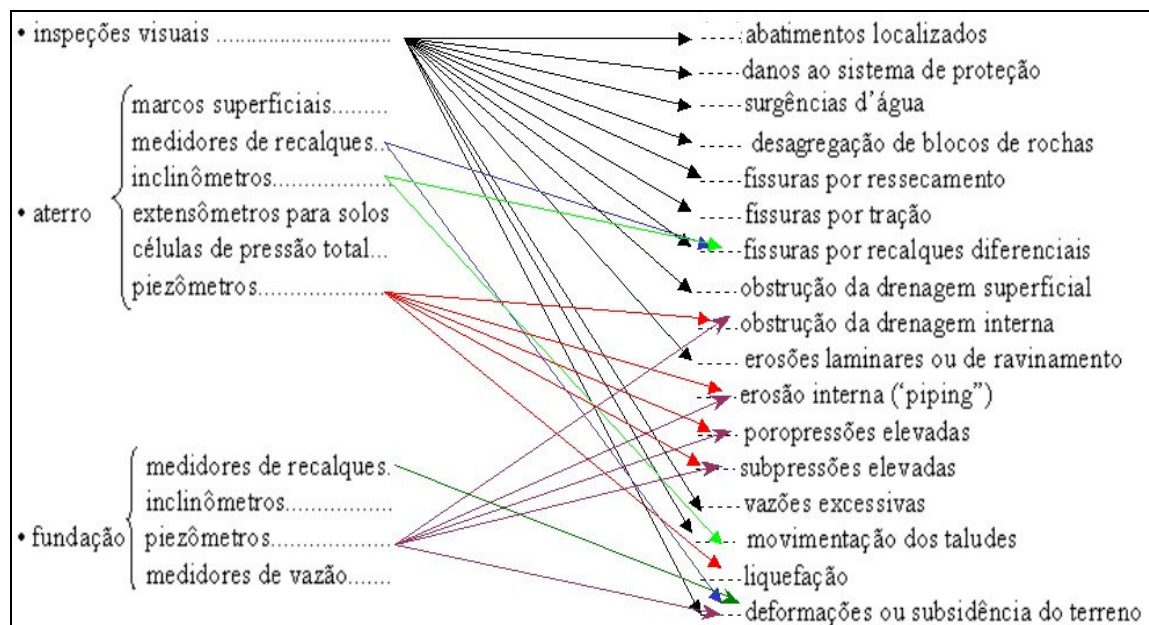 • inspeções visuais ..................................
• aterro
marcos superficiais.........
medidores de recalques...
inclinômetros...................
extensômetros para solos
células de pressão total...
piezômetros....................
• fundação
medidores de recalques.
inclinômetros..................
piezômetros....................
medidores de vazão.......
abatimentos localizados
danos ao sistema de proteção
surgências d'água
desagregação de blocos de rochas
fissuras por ressecamento
fissuras por tração
fissuras por recalques diferenciais
obstrução da drenagem superficial
obstrução da drenagem interna
erosões laminares ou de ravinamento
erosão interna (‘piping”)
poropressões elevadas
subpressões elevadas
vazões excessivas
movimentação dos taludes
liquefação
deformações ou subsidência do terreno